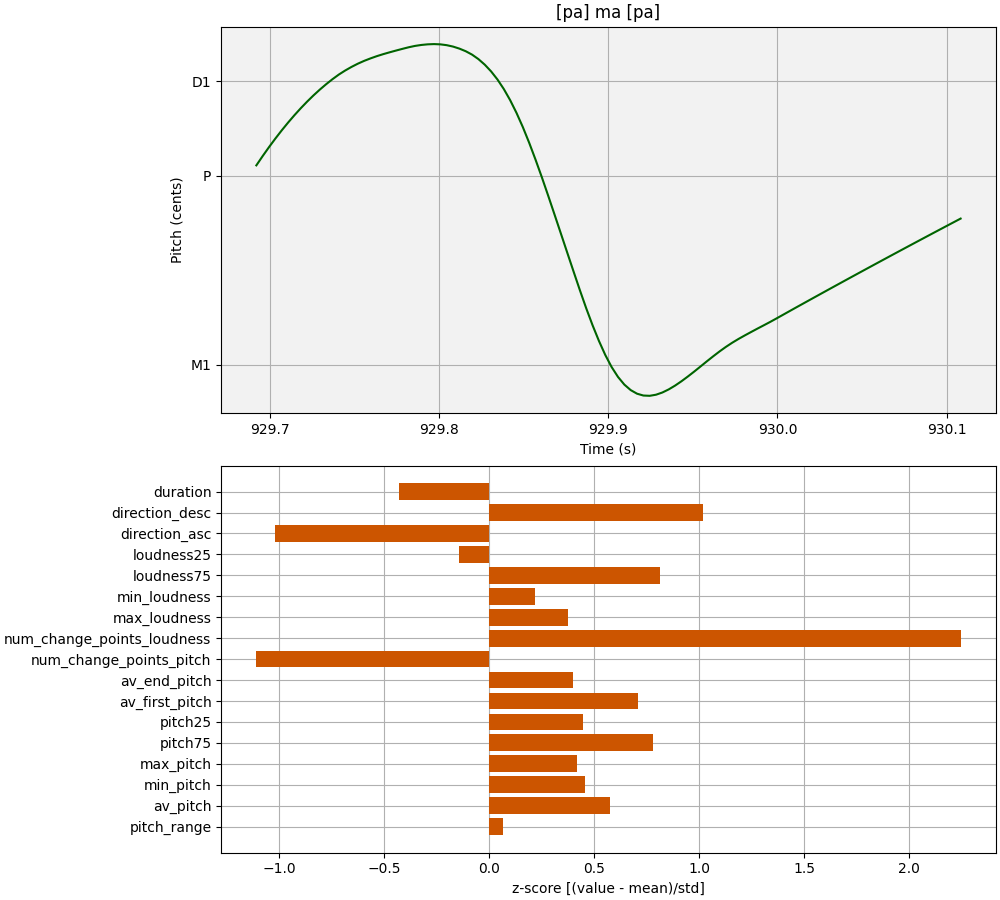 [pa] ma [pa]
D1
P
M1
Pitch (cents)
929.7
929.8
929.9
930.0
930.1
Time (s)
duration
direction_desc
direction_asc
loudness25
loudness75
min_loudness
max_loudness
num_change_points_loudness
num_change_points_pitch
av_end_pitch
av_first_pitch
pitch25
pitch75
max_pitch
min_pitch
av_pitch
pitch_range
−1.0
−0.5
0.0
0.5
1.0
1.5
2.0
z-score [(value - mean)/std]